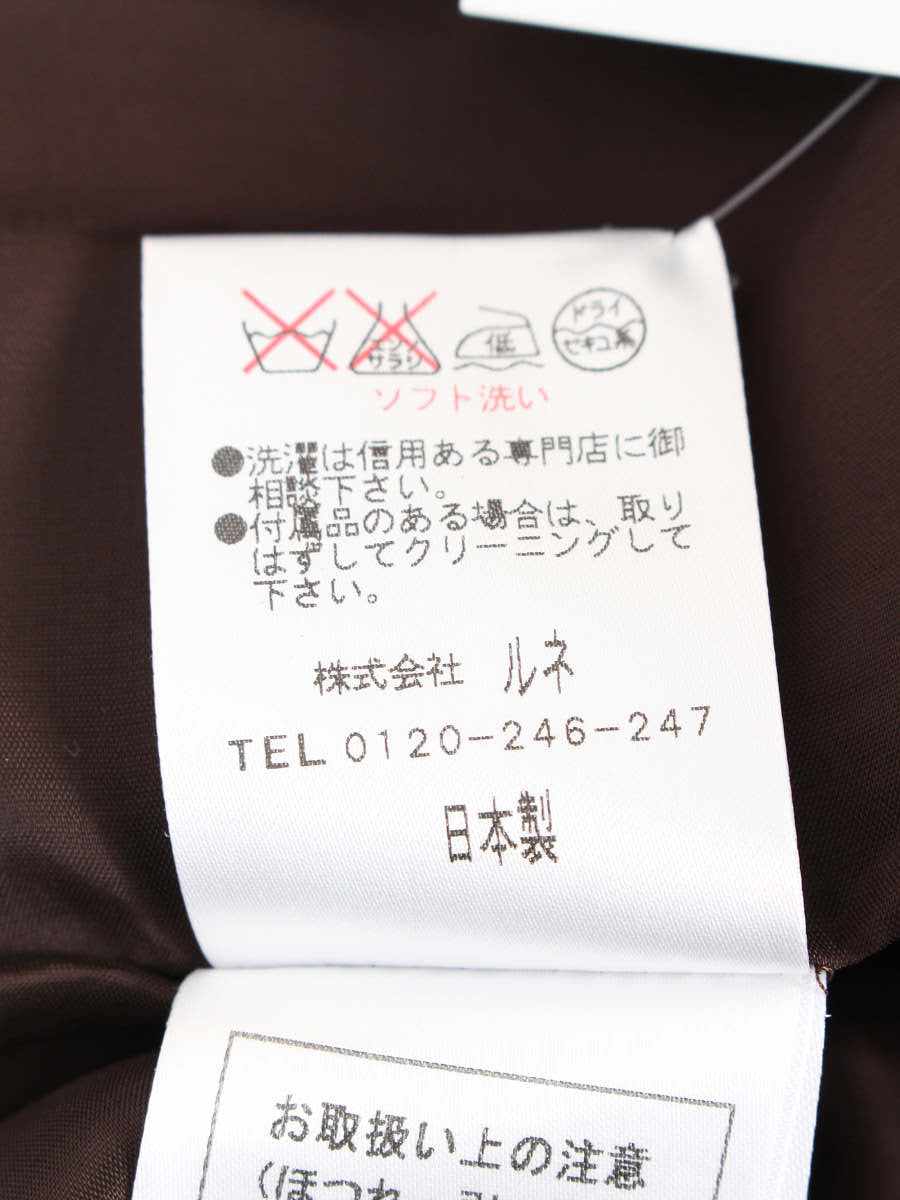 エンソ
サラシ
低
ドライ
セキユ系
ソフト洗い
●洗濯は信用ある専門店に御
相談下さい。
●付属品のある場合は、取り
はずしてクリーニングして
下さい。
株式会社 ルネ
TEL 0120-246-247
日本製
お取扱い上の注意
(ほつれ